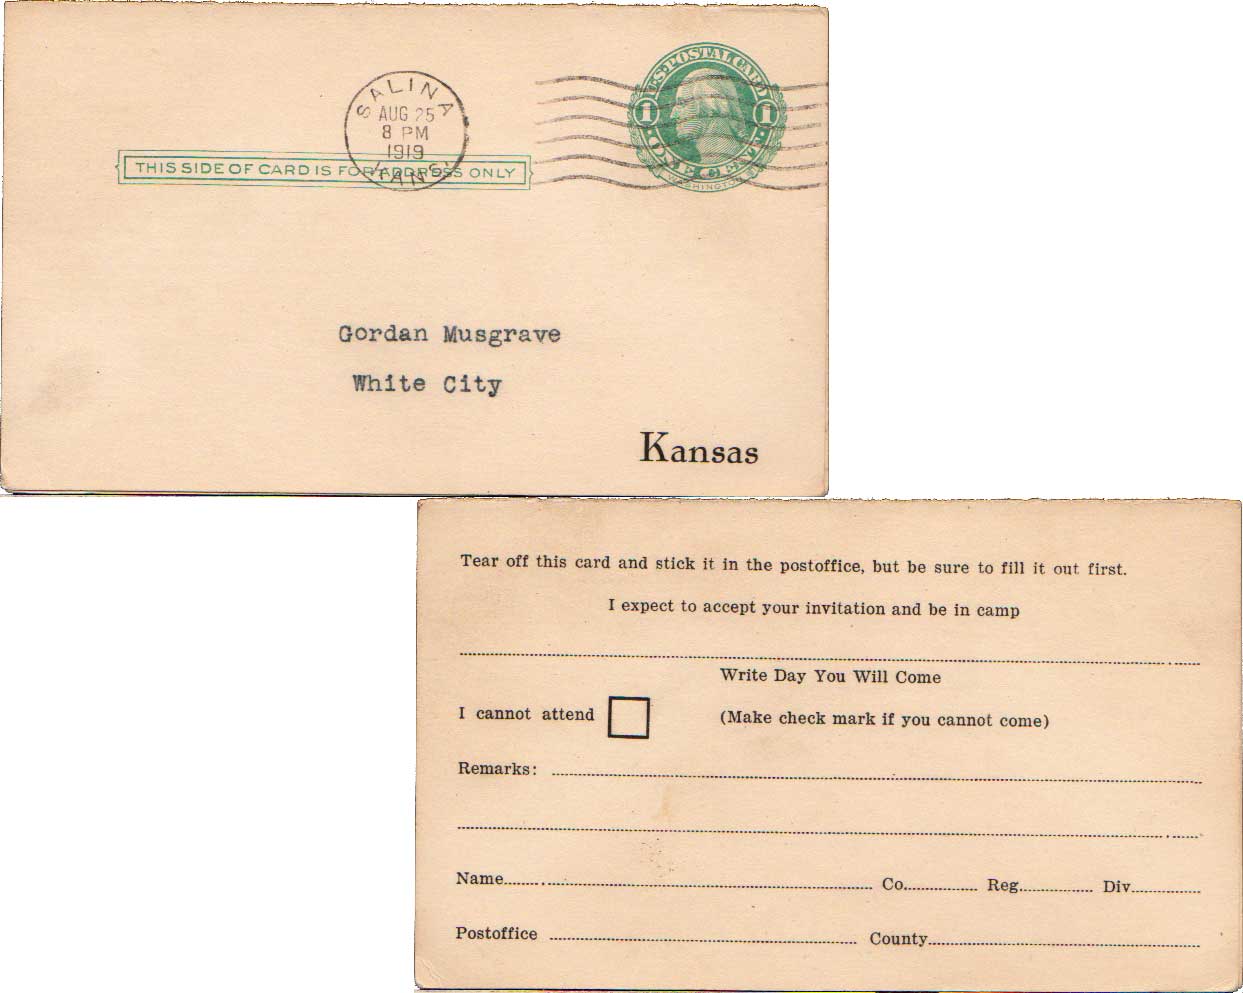 U.S. POSTAL CARD
1 1
ONE CENT
WASHINGTON
SALINA
AUG 25
8 PM
1919
KANS.
THIS SIDE OF CARD IS FOR ADDRESS ONLY
Gordan Musgrave
White City
Kansas
Tear off this card and stick it in the postoffice, but be sure to fill it out first.
I expect to accept your invitation and be in camp
Write Day You Will Come
I cannot attend (Make check mark if you cannot come)
Remarks:
Name Co. Reg. Div.
Postoffice County